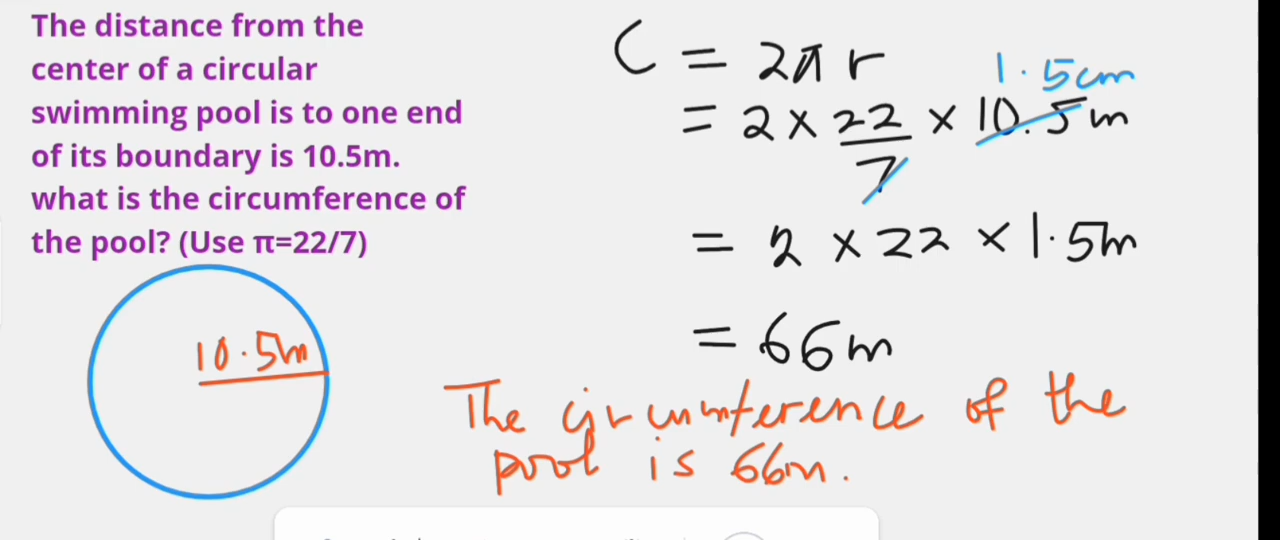 The distance from the
center of a circular
swimming pool is to one end
of its boundary is 10.5m.
what is the circumference of
the pool? (Use π=22/7)
10.5m
C = 2πr
1.5cm
= 2 × 22/7 × 10.5m
= 2 × 22 × 1.5m
= 66m
The circumference of the
pool is 66m.